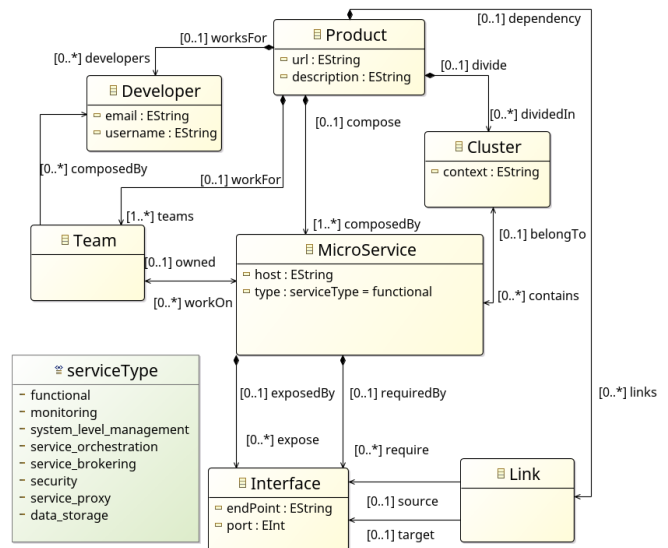 [0..1] dependency
Product
[0..1] worksFor
url : EString
description : EString
[0..*] developers
[0..1] divide
Developer
email : EString
username : EString
[0..*] dividedIn
[0..1] compose
Cluster
context : EString
[0..*] composedBy
[0..1] workFor
[1..*] teams
[1..*] composedBy
[0..1] belongTo
Team
MicroService
[0..1] owned
host : EString
type : serviceType = functional
[0..*] workOn
[0..*] contains
serviceType
functional
monitoring
system_level_management
service_orchestration
service_brokering
security
service_proxy
data_storage
[0..1] exposedBy
[0..1] requiredBy
[0..*] links
[0..*] expose
[0..*] require
Interface
endPoint : EString
port : EInt
Link
[0..1] source
[0..1] target